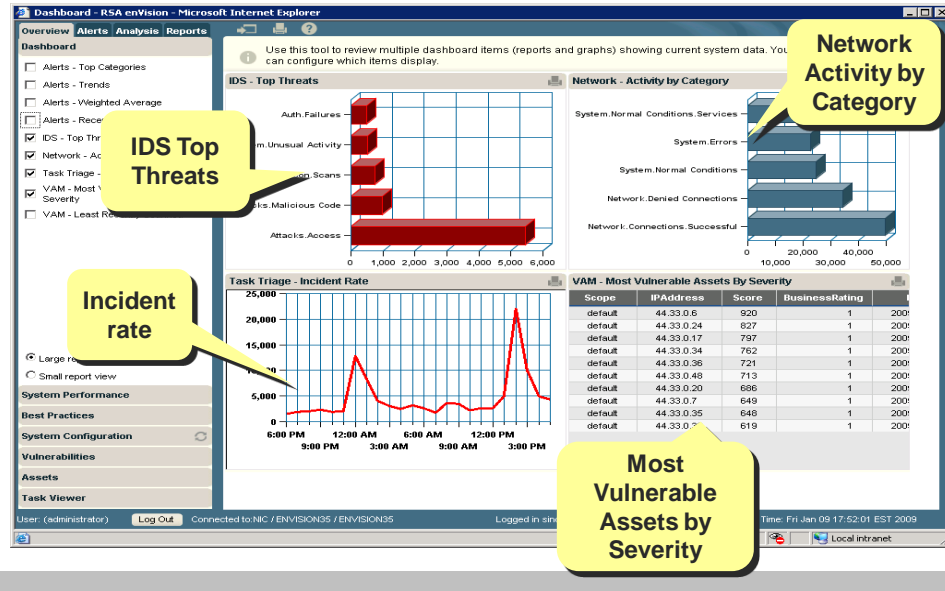 Dashboard - RSA enVision - Microsoft Internet Explorer
Overview Alerts Analysis Reports
Dashboard
Alerts - Top Categories
Alerts - Trends
Alerts - Weighted Average
Alerts -
IDS - Top
Network -
Task Triage -
VAM - Most
Severity
VAM - Least
Large
Small report view
System Performance
Best Practices
System Configuration
Vulnerabilities
Assets
Task Viewer
Use this tool to review multiple dashboard items (reports and graphs) showing current system data. You
can configure which items display.
IDS - Top Threats
Auth.Failures
Unusual Activity
Scans
Malicious Code
Attacks.Access
0 1,000 2,000 3,000 4,000 5,000 6,000
Network - Activity by Category
System.Normal Conditions.Services
System.Errors
System.Normal Conditions
Network.Denied Connections
Network.Connections.Successful
0 20,000 40,000
10,000 30,000 50,000
Task Triage - Incident Rate
25,000
20,000
15,000
5,000
0
6:00 PM 12:00 AM 6:00 AM 12:00 PM
9:00 PM 3:00 AM 9:00 AM 3:00 PM
VAM - Most Vulnerable Assets By Severity
Scope IPAddress Score BusinessRating
default 44.33.0.6 920 1
default 44.33.0.24 827 1
default 44.33.0.17 797 1
default 44.33.0.34 762 1
default 44.33.0.36 721 1
default 44.33.0.48 713 1
default 44.33.0.20 686 1
default 44.33.0.7 649 1
default 44.33.0.35 648 1
default 619 1
IDS Top
Threats
Network
Activity by
Category
Incident
rate
Most
Vulnerable
Assets by
Severity
User: (administrator) Log Out Connected to:NIC / ENVISION35 / ENVISION35 Logged in Time: Fri Jan 09 17:52:01 EST 2009
Local intranet